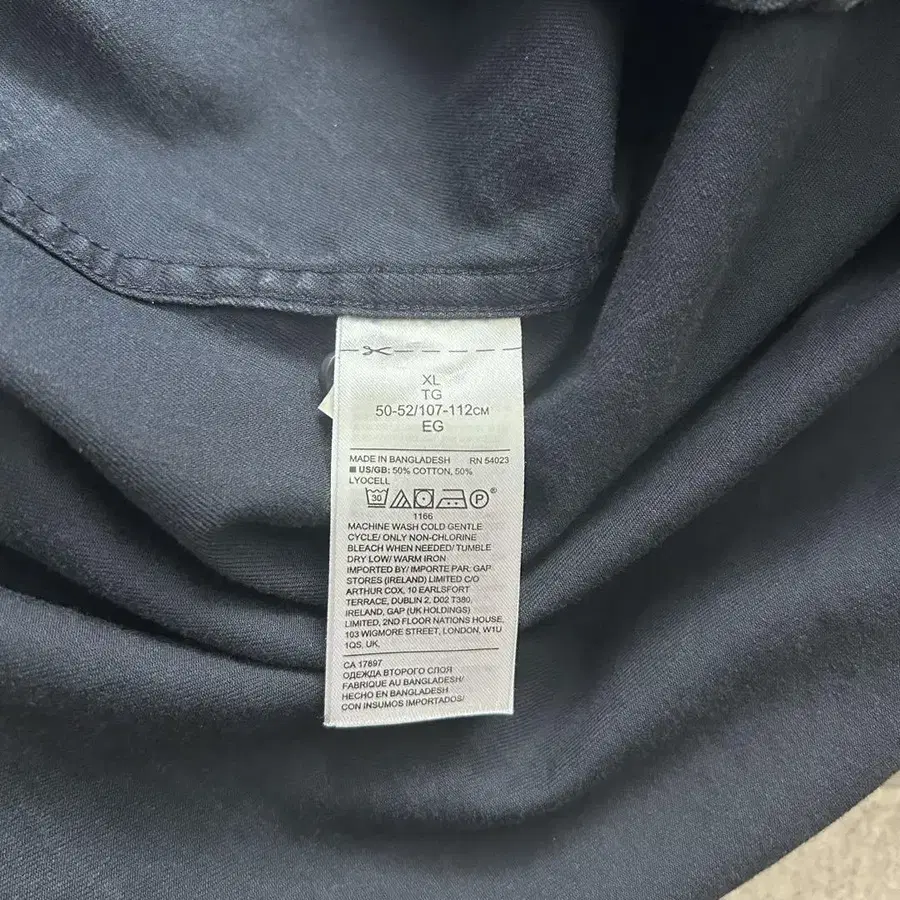 XL
TG
50-52/107-112CM
EG
MADE IN BANGLADESH RN 54023
US/GB: 50% COTTON, 50%
LYOCELL
30 P ®
1166
MACHINE WASH COLD GENTLE
CYCLE/ ONLY NON-CHLORINE
BLEACH WHEN NEEDED/ TUMBLE
DRY LOW/ WARM IRON
IMPORTED BY/ IMPORTE PAR: GAP
STORES (IRELAND) LIMITED C/O
ARTHUR COX, 10 EARLSFORT
TERRACE, DUBLIN 2, D02 T380,
IRELAND, GAP (UK HOLDINGS)
LIMITED, 2ND FLOOR NATIONS HOUSE,
103 WIGMORE STREET, LONDON, W1U
1QS, UK,
CA 17897
ОДЕЖДА ВТОРОГО СЛОЯ
FABRIQUE AU BANGLADESH/
HECHO EN BANGLADESH
CON INSUMOS IMPORTADOS/